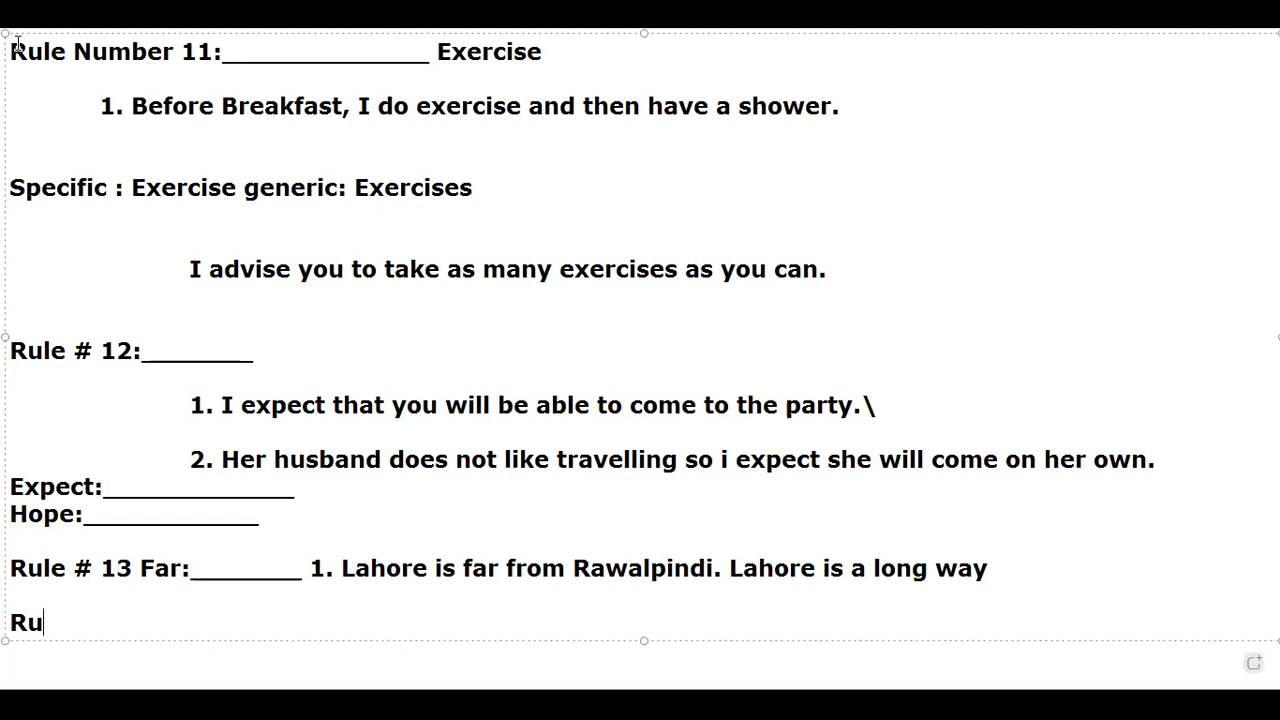 Rule Number 11:_______________ Exercise
1. Before Breakfast, I do exercise and then have a shower.
Specific : Exercise generic: Exercises
I advise you to take as many exercises as you can.
Rule # 12:________
1. I expect that you will be able to come to the party.\
2. Her husband does not like travelling so i expect she will come on her own.
Expect:______________
Hope:_____________
Rule # 13 Far:________ 1. Lahore is far from Rawalpindi. Lahore is a long way
Ru